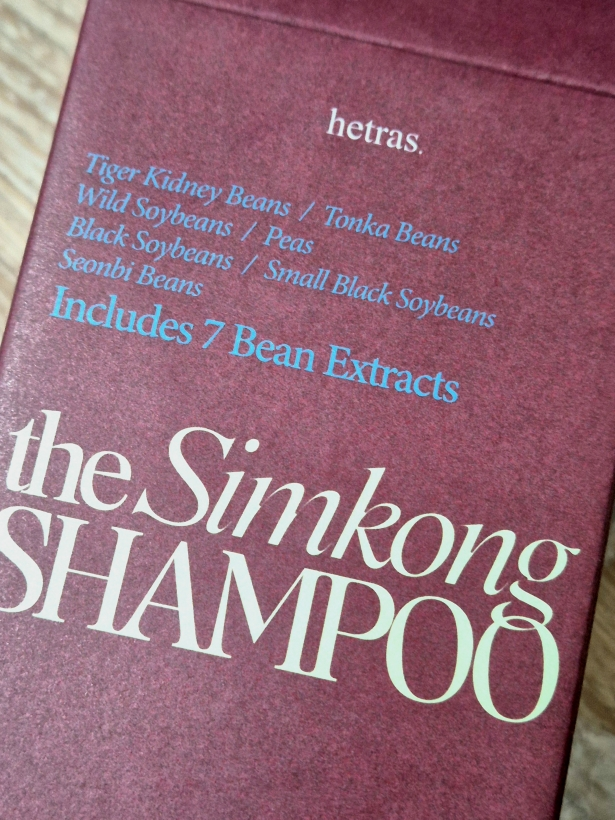 hetras.
Tiger Kidney Beans / Tonka Beans
Wild Soybeans / Peas
Black Soybeans / Small Black Soybeans
Seonbi Beans
Includes 7 Bean Extracts
the Simkong
SHAMPOO